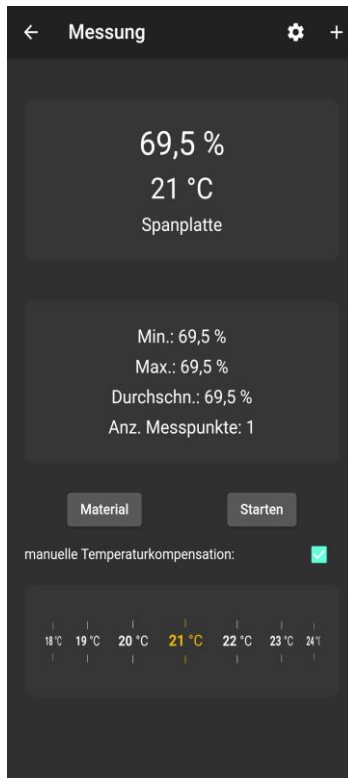 Messung
69,5 %
21 °C
Spanplatte
Min.: 69,5 %
Max.: 69,5 %
Durchschn.: 69,5 %
Anz. Messpunkte: 1
Material Starten
manuelle Temperaturkompensation:
18 °C 19 °C 20 °C 21 °C 22 °C 23 °C 24 °C